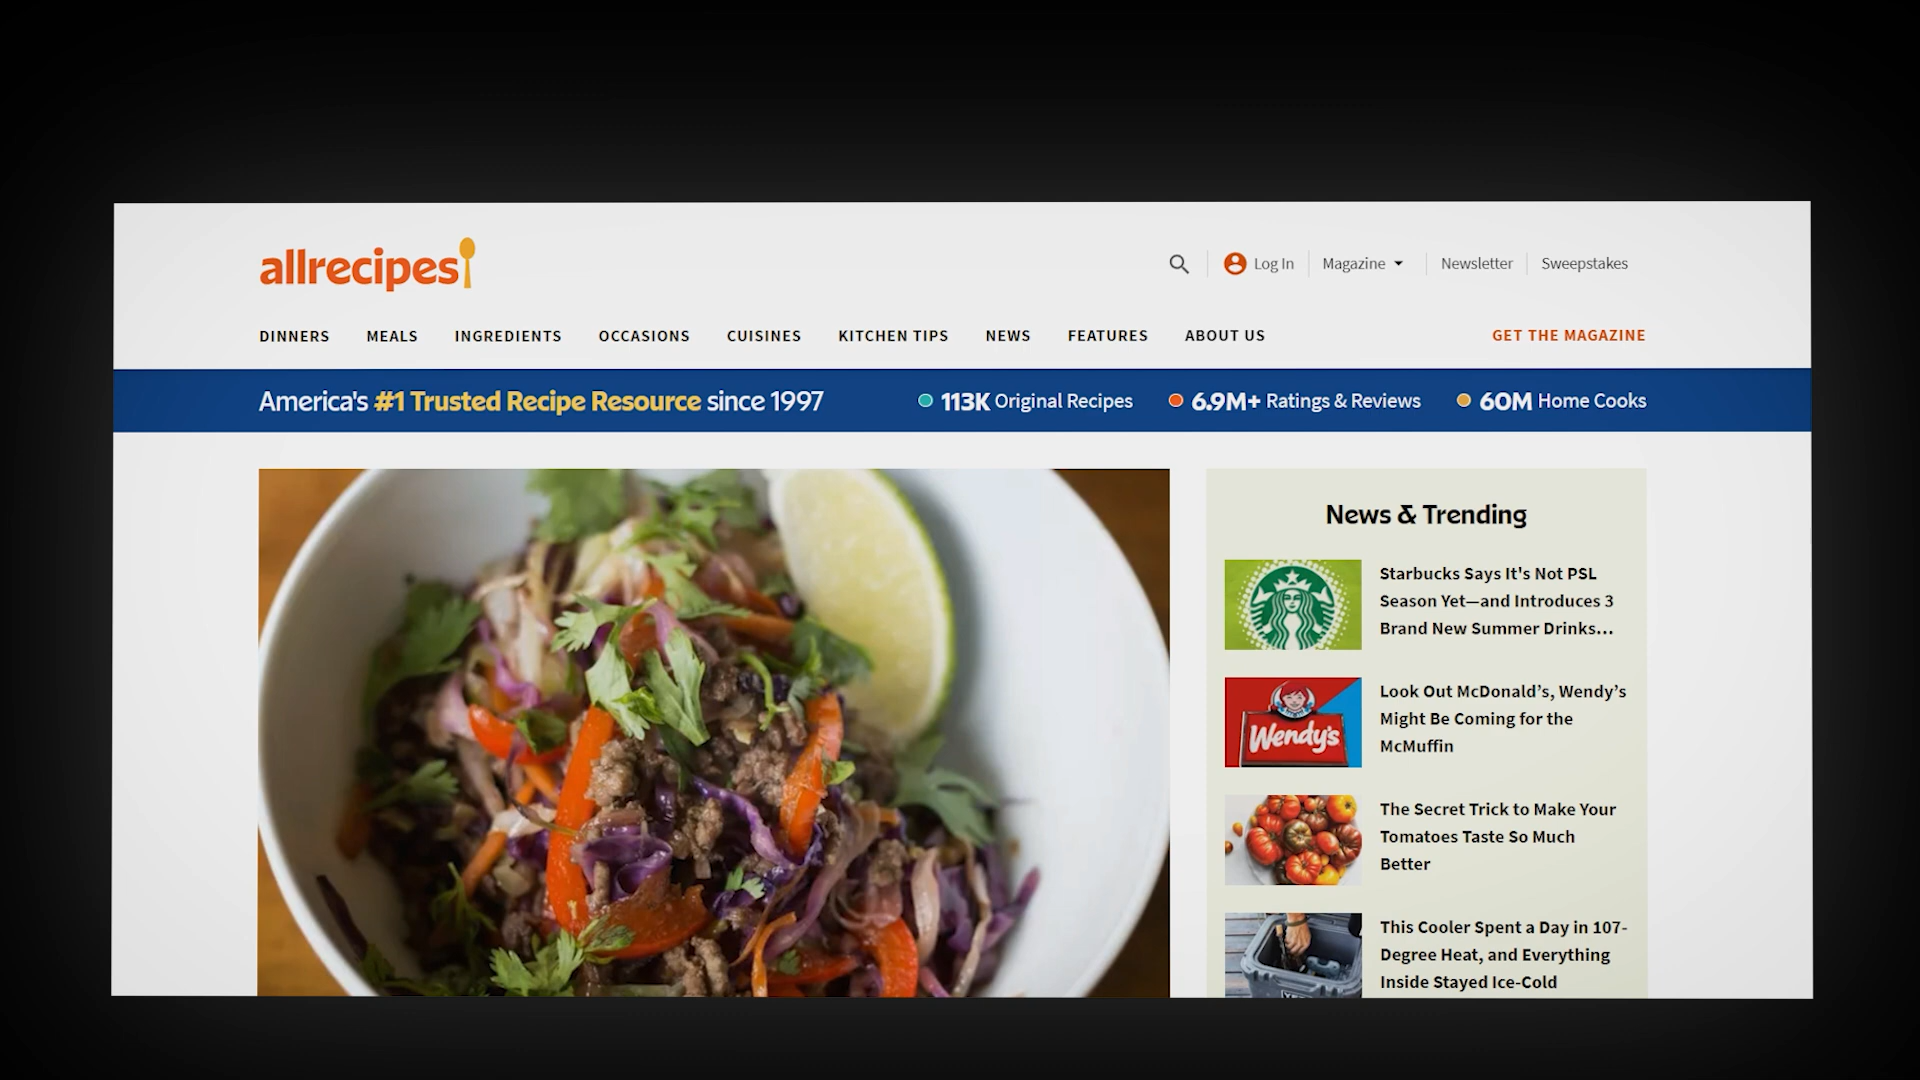 allrecipes
Log In
Magazine
Newsletter
Sweepstakes
DINNERS MEALS INGREDIENTS OCCASIONS CUISINES KITCHEN TIPS NEWS FEATURES ABOUT US
GET THE MAGAZINE
America's #1 Trusted Recipe Resource since 1997
113K Original Recipes
6.9M+ Ratings & Reviews
60M Home Cooks
News & Trending
Starbucks Says It's Not PSL
Season Yet—and Introduces 3
Brand New Summer Drinks...
Wendy's
Look Out McDonald’s, Wendy’s
Might Be Coming for the
McMuffin
The Secret Trick to Make Your
Tomatoes Taste So Much
Better
This Cooler Spent a Day in 107-
Degree Heat, and Everything
Inside Stayed Ice-Cold